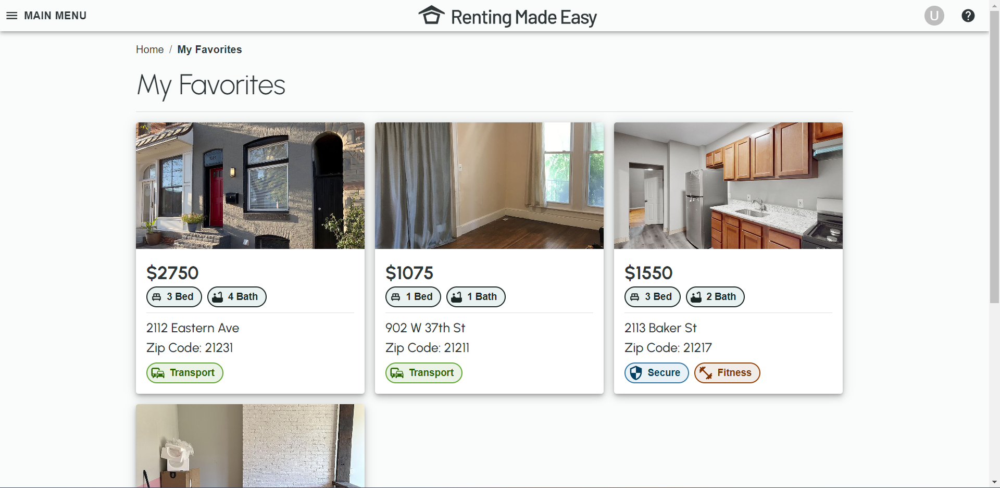 MAIN MENU
Renting Made Easy
U
?
Home / My Favorites
My Favorites
$2750
3 Bed
4 Bath
2112 Eastern Ave
Zip Code: 21231
Transport
$1075
1 Bed
1 Bath
902 W 37th St
Zip Code: 21211
Transport
$1550
3 Bed
2 Bath
2113 Baker St
Zip Code: 21217
Secure
Fitness